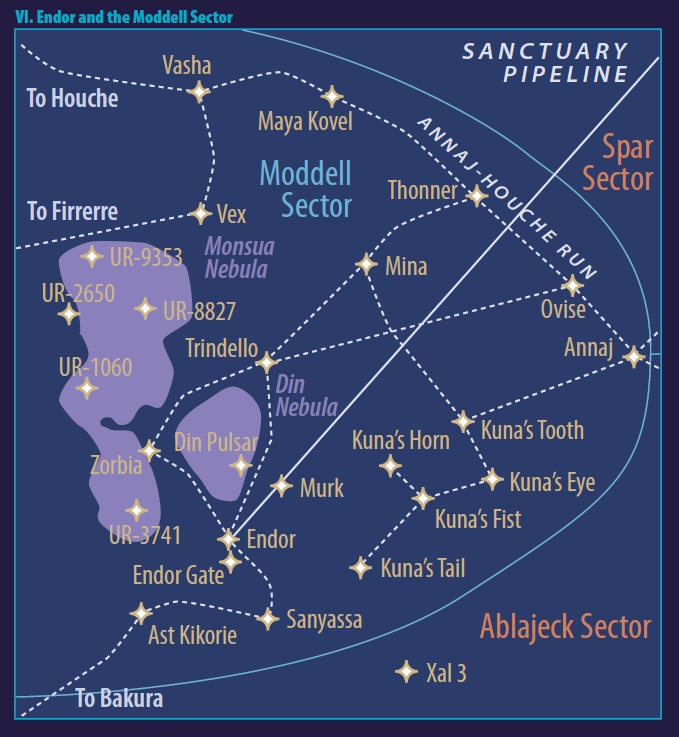 VI. Endor and the Moddell Sector
SANCTUARY
PIPELINE
Vasha
To Houche
Maya Kovel
ANNAJ-HOUCHE RUN
Spar
Sector
Moddell
Sector
Thonner
To Firrerre
Vex
Monsua
Nebula
UR-9353
Mina
UR-2650
UR-8827
Ovise
Trindello
Annaj
UR-1060
Din
Nebula
Kuna's Tooth
Kuna's Horn
Din Pulsar
Zorbia
Kuna's Eye
Murk
Kuna's Fist
UR-3741
Endor
Endor Gate
Kuna's Tail
Sanyassa
Ast Kikorie
Ablajeck Sector
Xal 3
To Bakura